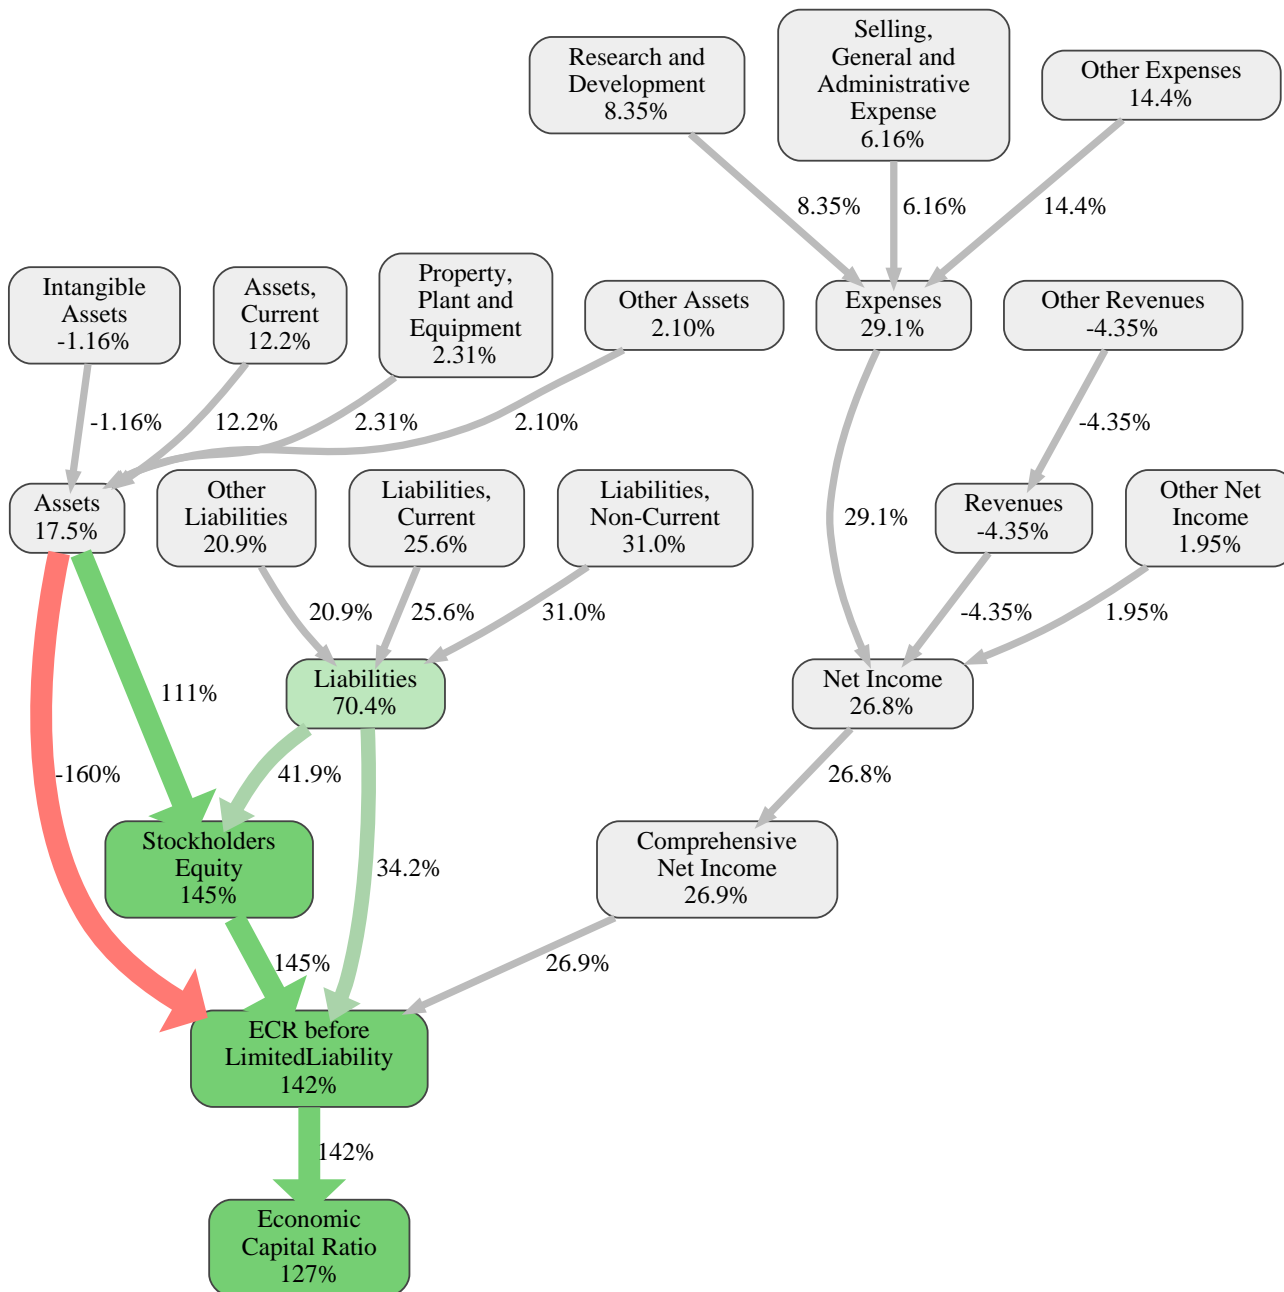 Research and
Development
8.35%
Selling,
General and
Administrative
Expense
6.16%
Other Expenses
14.4%
8.35%
6.16%
14.4%
Intangible
Assets
-1.16%
Assets,
Current
12.2%
Property,
Plant and
Equipment
2.31%
Other Assets
2.10%
Expenses
29.1%
Other Revenues
-4.35%
-1.16%
12.2%
2.31%
2.10%
-4.35%
Assets
17.5%
Other
Liabilities
20.9%
Liabilities,
Current
25.6%
Liabilities,
Non-Current
31.0%
29.1%
Revenues
-4.35%
Other Net
Income
1.95%
20.9%
25.6%
31.0%
-4.35%
1.95%
111%
Liabilities
70.4%
Net Income
26.8%
-160%
41.9%
26.8%
Stockholders
Equity
145%
34.2%
Comprehensive
Net Income
26.9%
145%
26.9%
ECR before
LimitedLiability
142%
142%
Economic
Capital Ratio
127%